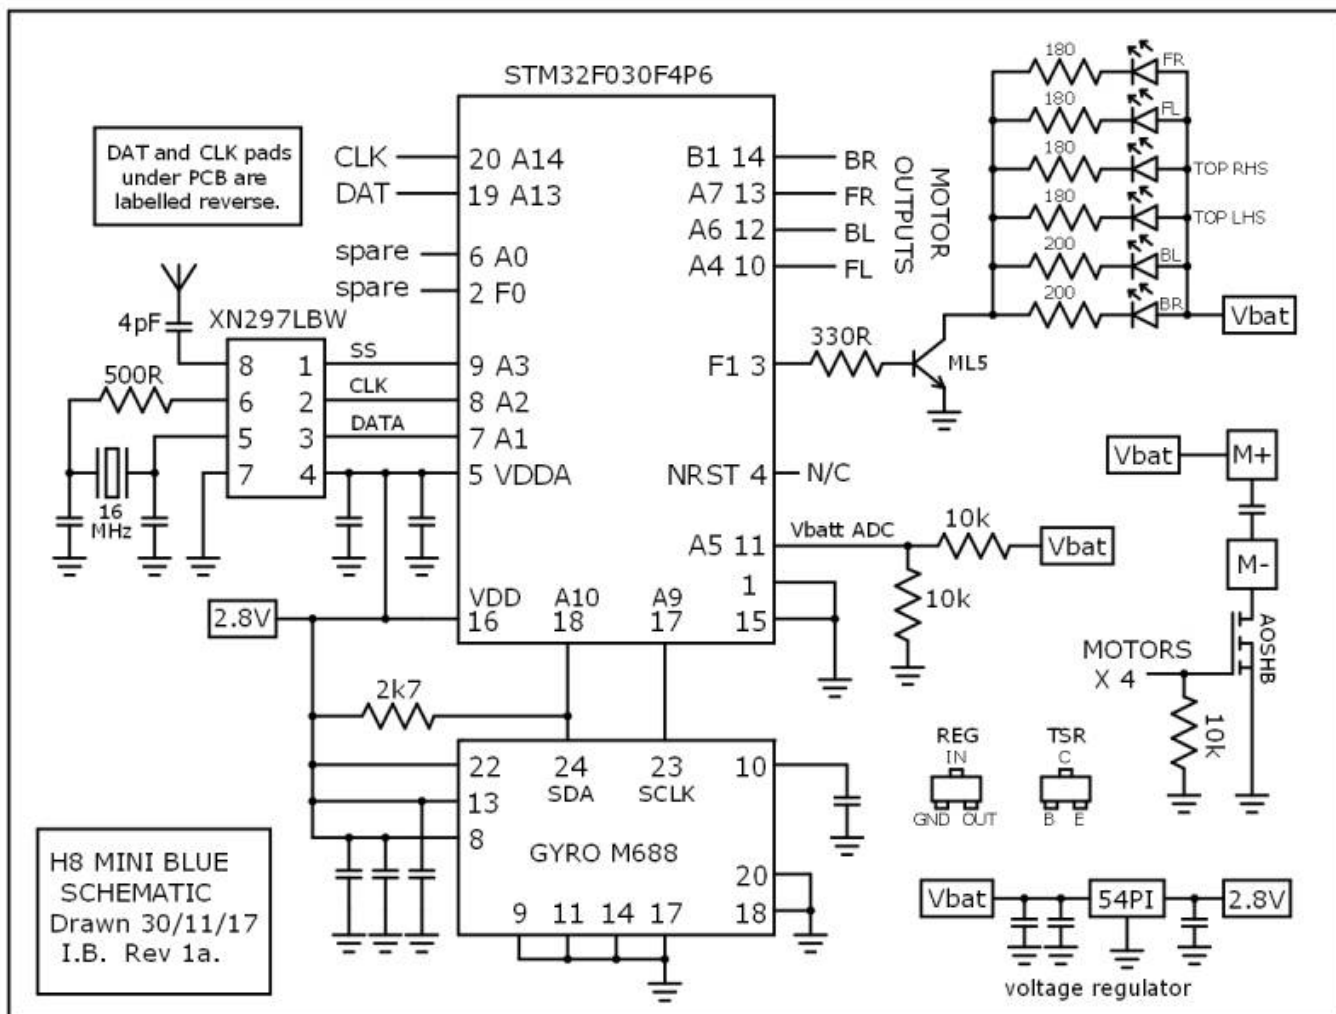 STM32F030F4P6
DAT and CLK pads
under PCB are
labelled reverse.
CLK
20 A14
DAT
19 A13
spare
6 A0
spare
2 F0
B1 14
BR
A7 13
FR
A6 12
BL
A4 10
FL
MOTOR
OUTPUTS
180
FR
180
FL
180
TOP RHS
180
TOP LHS
200
BL
200
BR
Vbat
4pF
XN297LBW
8
1
SS
9 A3
500R
6
2
CLK
8 A2
5
3
DATA
7 A1
7
4
5 VDDA
16
MHz
F1 3
330R
ML5
NRST 4
N/C
A5 11
Vbatt ADC
10k
Vbat
10k
1
15
VDD
16
A10
18
A9
17
2.8V
2k7
Vbat
M+
M-
AOSHB
MOTORS
X 4
10k
22
13
8
24
SDA
23
SCLK
10
GYRO M688
20
18
9
11
14
17
REG
IN
GND
OUT
TSR
C
B
E
H8 MINI BLUE
SCHEMATIC
Drawn 30/11/17
I.B. Rev 1a.
Vbat
54PI
2.8V
voltage regulator